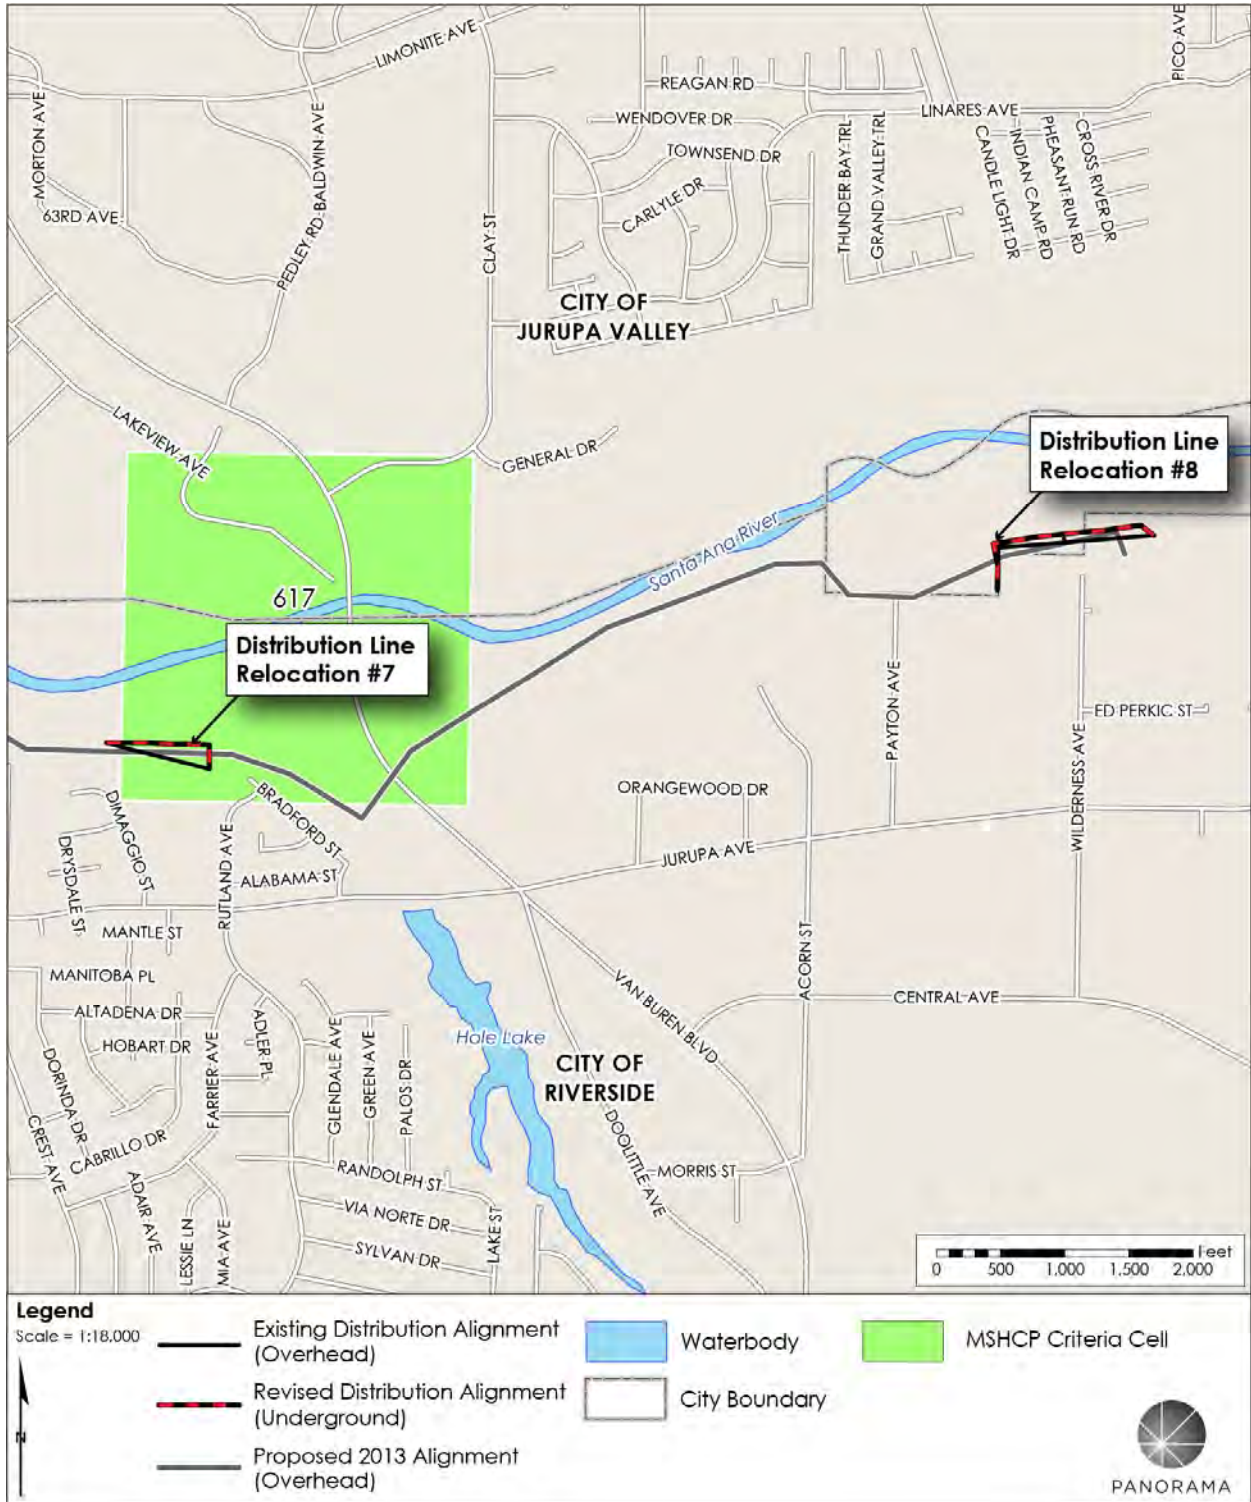 LIMONITE AVE
PICO AVE
REAGAN RD
MORTON AVE
PEDLEY RD-BALDWIN AVE
WENDOVER DR
LINARES AVE
TOWNSEND DR
THUNDER BAY TRL
GRAND VALLEY TRL
CANDLE LIGHT DR
INDIAN CAMP RD
PHEASANT RUN RD
CROSS RIVER DR
CARLYLE DR
63RD AVE
CLAY ST
CITY OF
JURUPA VALLEY
LAKEVIEW AVE
GENERAL DR
Distribution Line
Relocation #8
Santa Ana River
617
Distribution Line
Relocation #7
PAYTON AVE
ED PERKIC ST
WILDERNESS AVE
ORANGEWOOD DR
DIMAGGIO ST
BRADFORD ST
DRYSDALE ST
RUTLAND AVE
JURUPA AVE
ALABAMA ST
MANTLE ST
ACORN ST
MANITOBA PL
VAN BUREN BLVD
CENTRAL AVE
ALTADENA DR
ADLER PL
HOBART DR
Hole Lake
CITY OF
RIVERSIDE
DORINDA DR
FARRIER AVE
GLENDALE AVE
GREEN AVE
PALOS DR
CREST AVE
CABRILLO DR
DOOLITTLE AVE
RANDOLPH ST
MORRIS ST
ADAIR AVE
LESSIE LN
MIA AVE
VIA NORTE DR
LAKE ST
SYLVAN DR
Feet
0 500 1,000 1,500 2,000
Legend
Scale = 1:18,000
N
Existing Distribution Alignment
(Overhead)
Revised Distribution Alignment
(Underground)
Proposed 2013 Alignment
(Overhead)
Waterbody
City Boundary
MSHCP Criteria Cell
PANORAMA